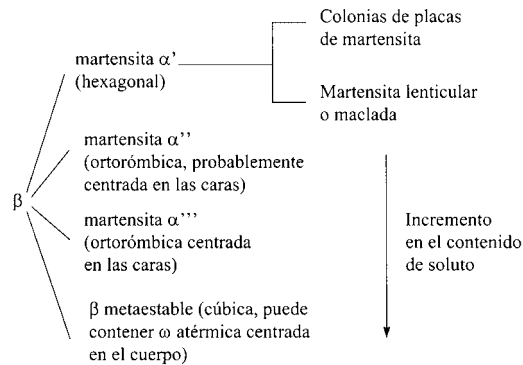 Colonias de placas
de martensita
martensita α'
(hexagonal)
Martensita lenticular
o maclada
martensita α''
(ortorómbica, probablemente
centrada en las caras)
β
martensita α'''
(ortorómbica centrada
en las caras)
Incremento
en el contenido
de soluto
β metaestable (cúbica, puede
contener ω atérmica centrada
en el cuerpo)